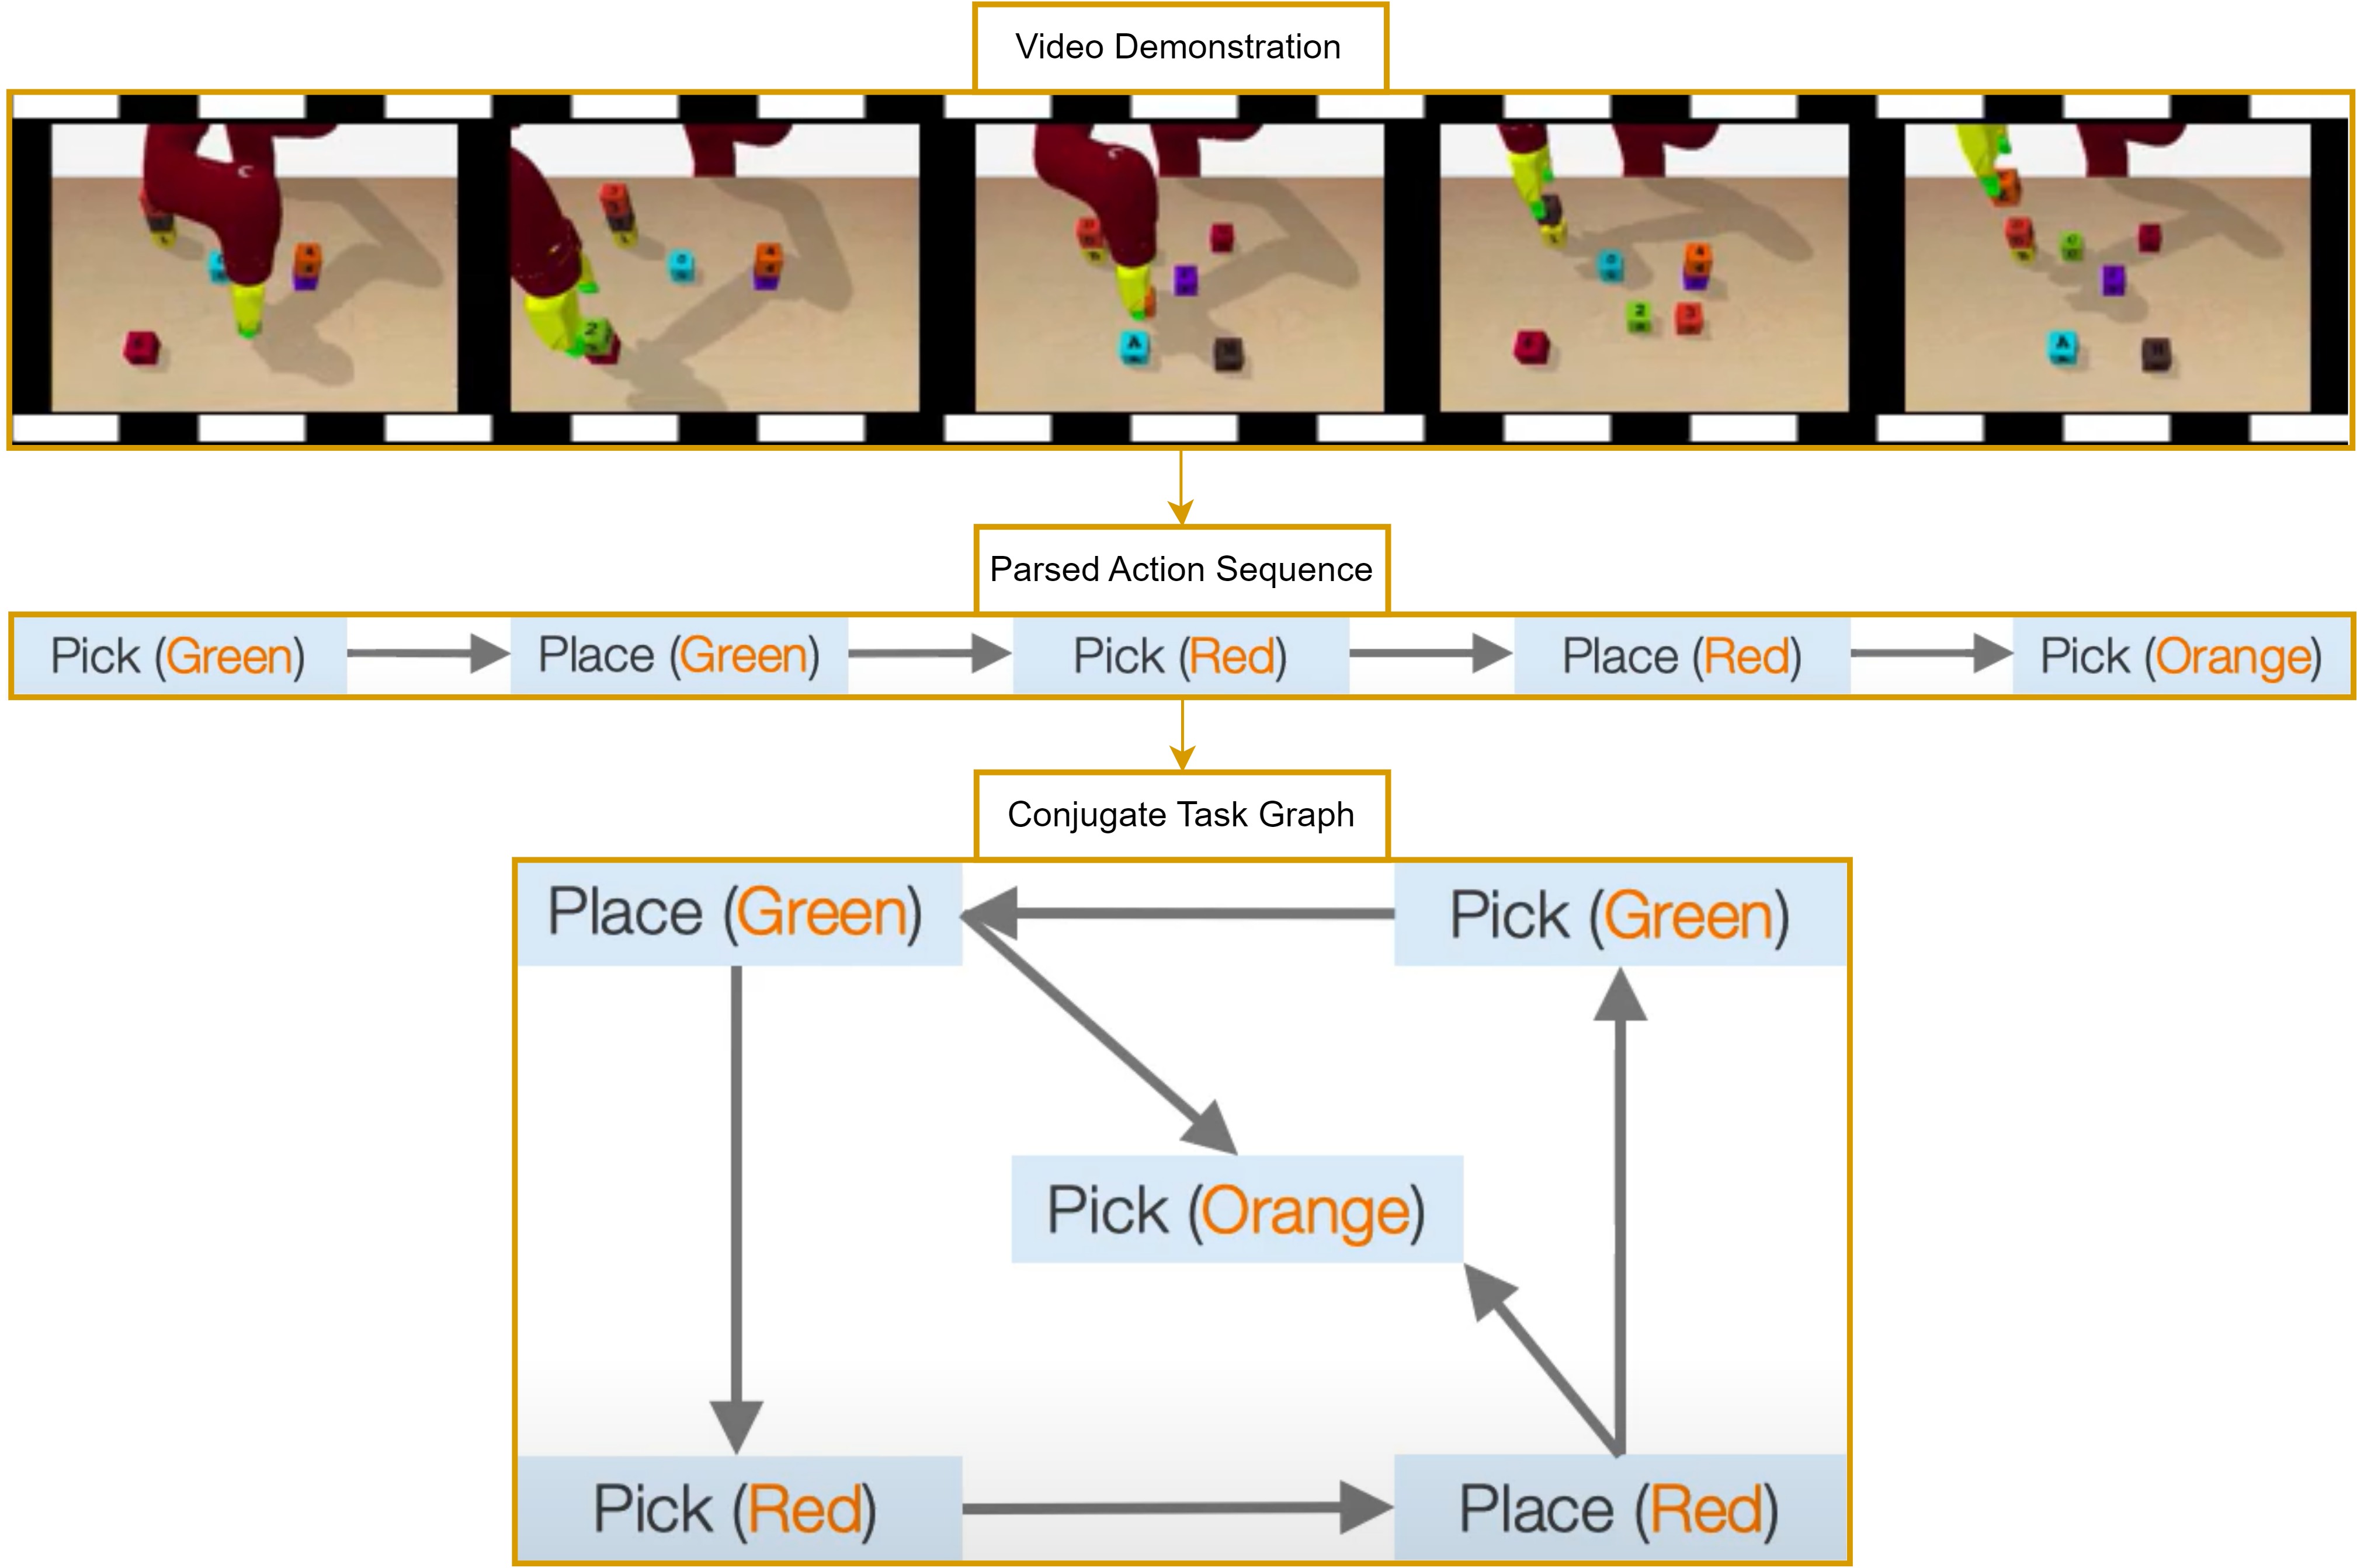 Video Demonstration
Parsed Action Sequence
Pick (Green)
Place (Green)
Pick (Red)
Place (Red)
Pick (Orange)
Conjugate Task Graph
Place (Green)
Pick (Green)
Pick (Orange)
Pick (Red)
Place (Red)